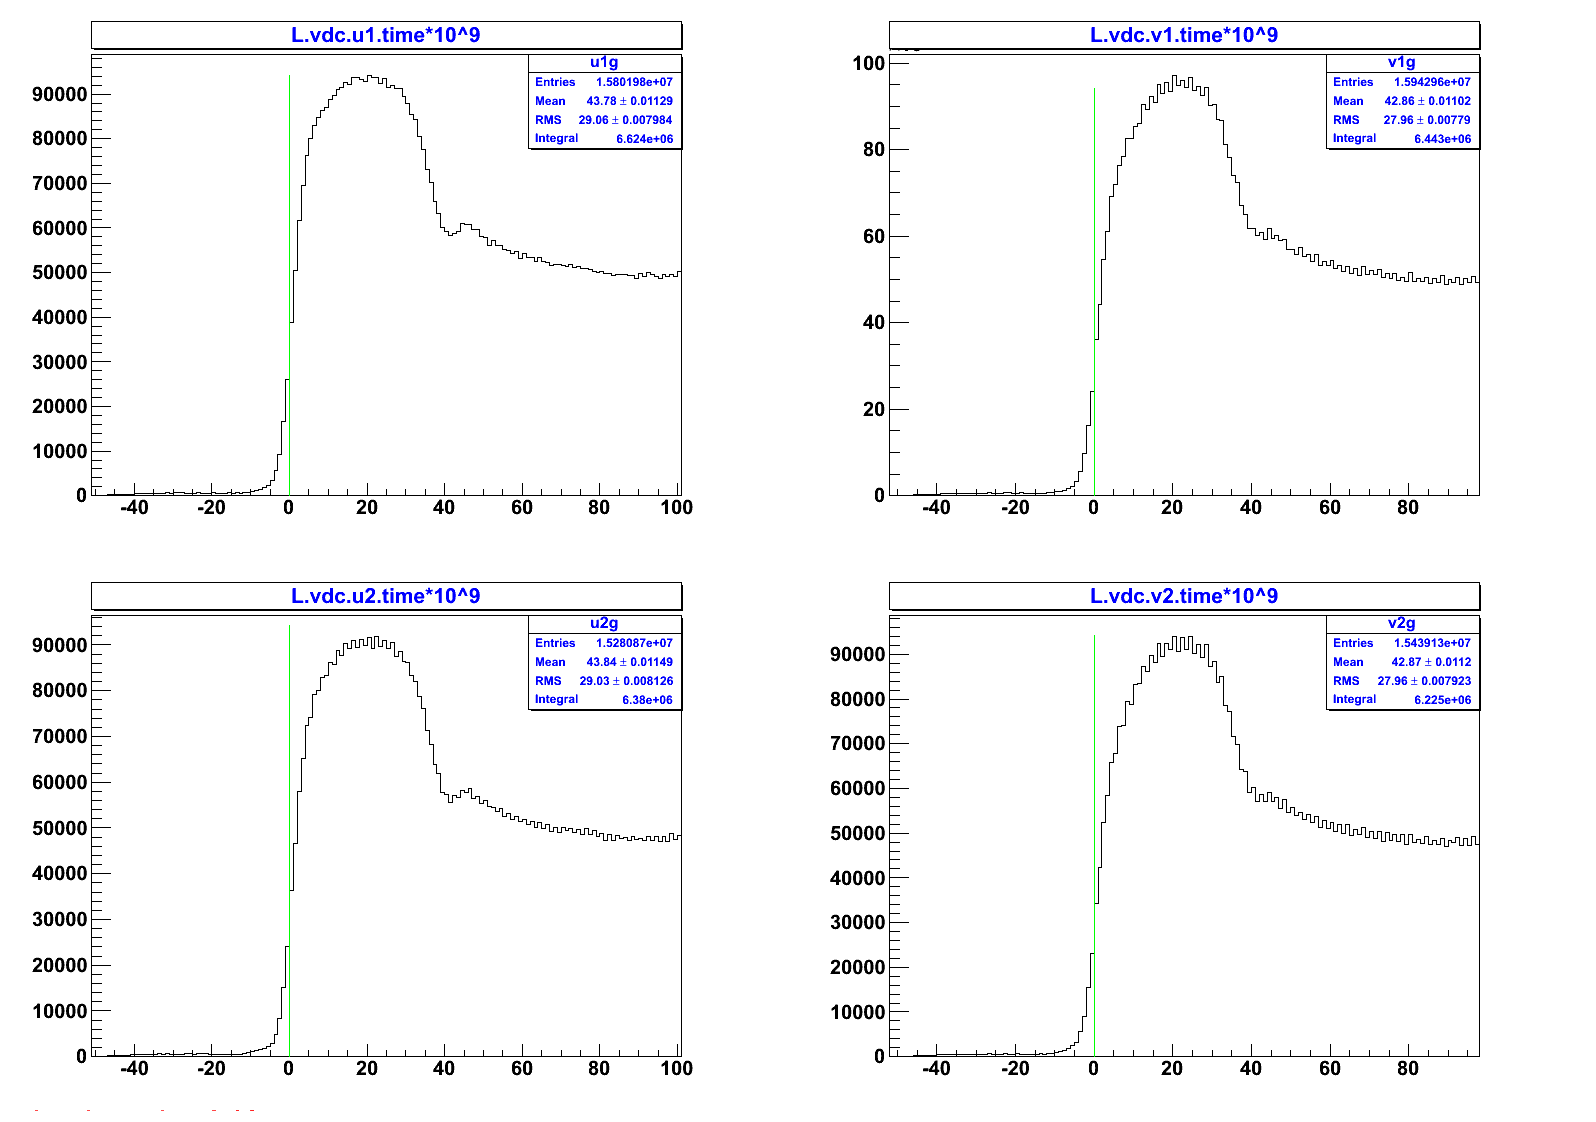 L.vdc.u1.time*10^9
u1g
Entries 1.580198e+07
Mean 43.78 ± 0.01129
RMS 29.06 ± 0.007984
Integral 6.624e+06
90000
80000
70000
60000
50000
40000
30000
20000
10000
0
-40 -20 0 20 40 60 80 100
L.vdc.v1.time*10^9
v1g
Entries 1.594296e+07
Mean 42.86 ± 0.01102
RMS 27.96 ± 0.00779
Integral 6.443e+06
100
80
60
40
20
0
-40 -20 0 20 40 60 80
L.vdc.u2.time*10^9
u2g
Entries 1.528087e+07
Mean 43.84 ± 0.01149
RMS 29.03 ± 0.008126
Integral 6.38e+06
90000
80000
70000
60000
50000
40000
30000
20000
10000
0
-40 -20 0 20 40 60 80 100
L.vdc.v2.time*10^9
v2g
Entries 1.543913e+07
Mean 42.87 ± 0.0112
RMS 27.96 ± 0.007923
Integral 6.225e+06
90000
80000
70000
60000
50000
40000
30000
20000
10000
0
-40 -20 0 20 40 60 80